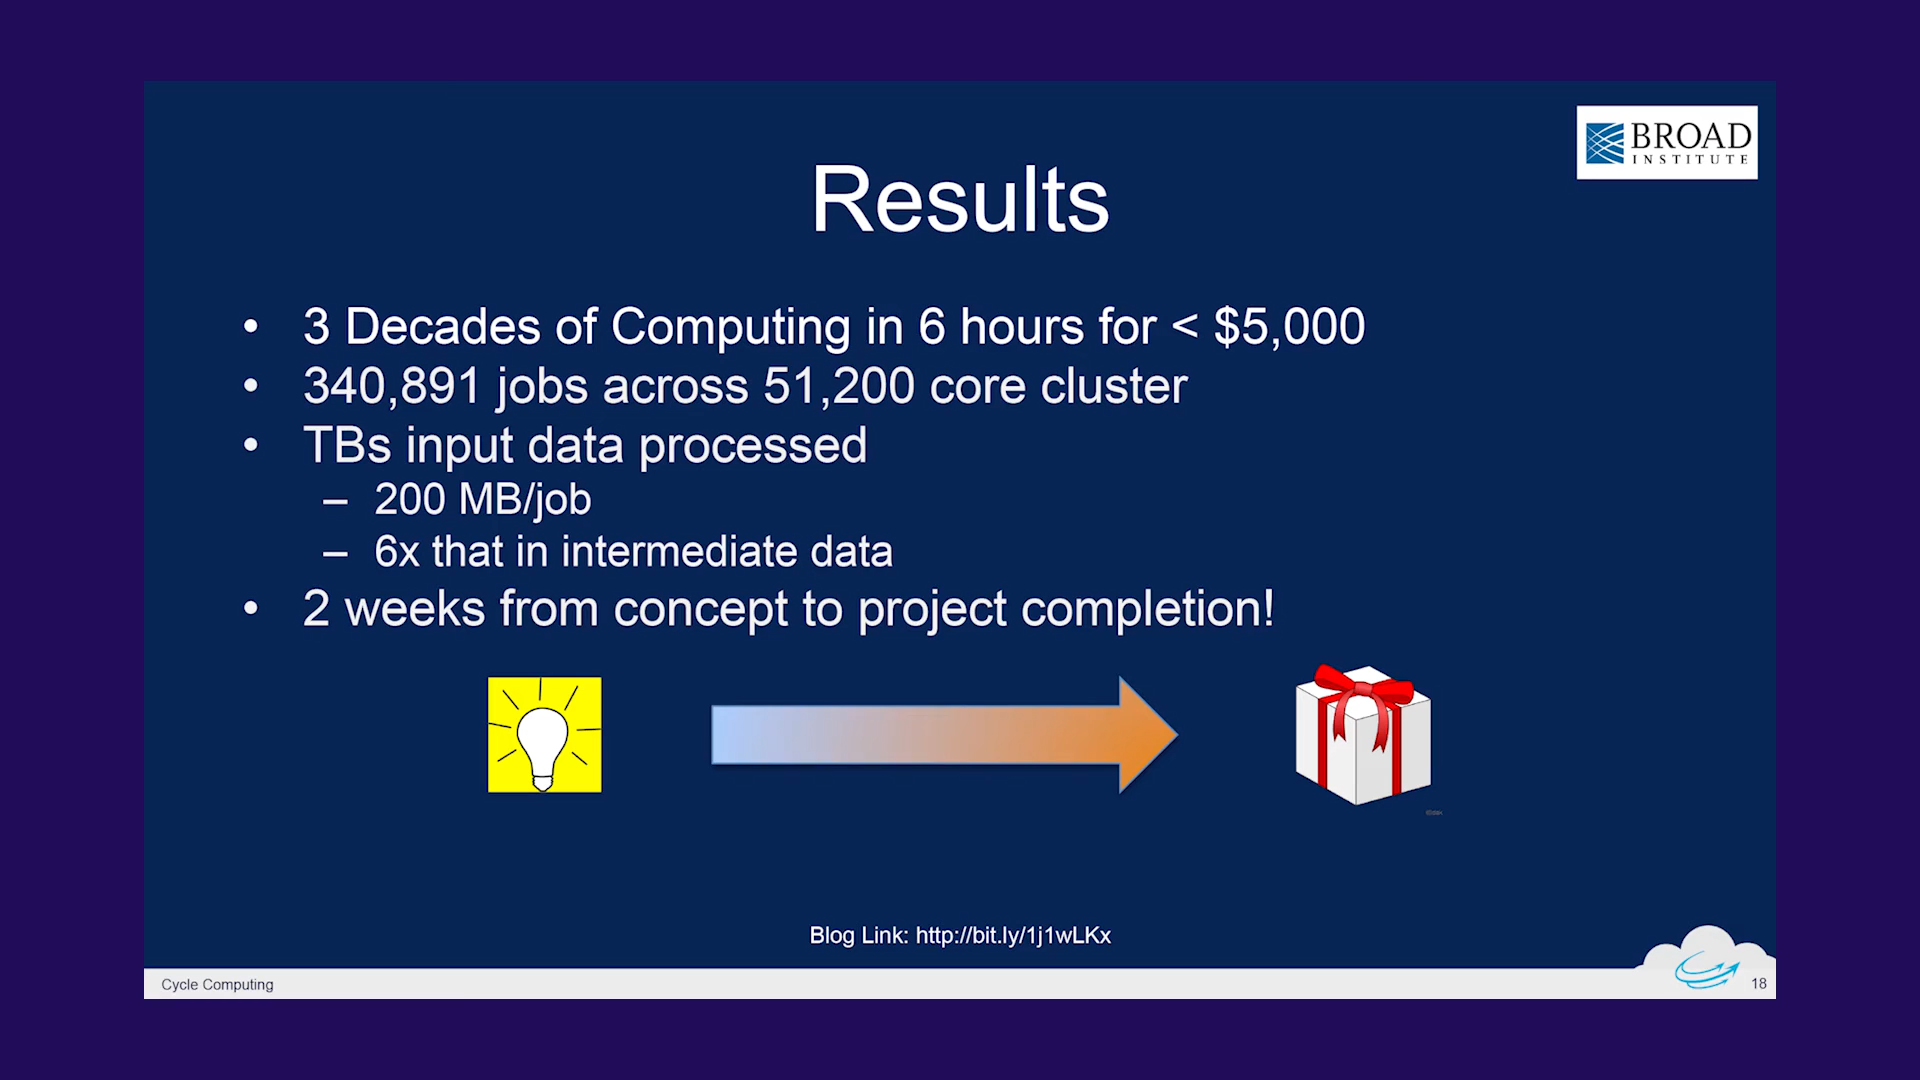 BROAD
INSTITUTE
Results
• 3 Decades of Computing in 6 hours for < $5,000
• 340,891 jobs across 51,200 core cluster
• TBs input data processed
– 200 MB/job
– 6x that in intermediate data
• 2 weeks from concept to project completion!
Blog Link: http://bit.ly/1j1wLKx
Cycle Computing
18